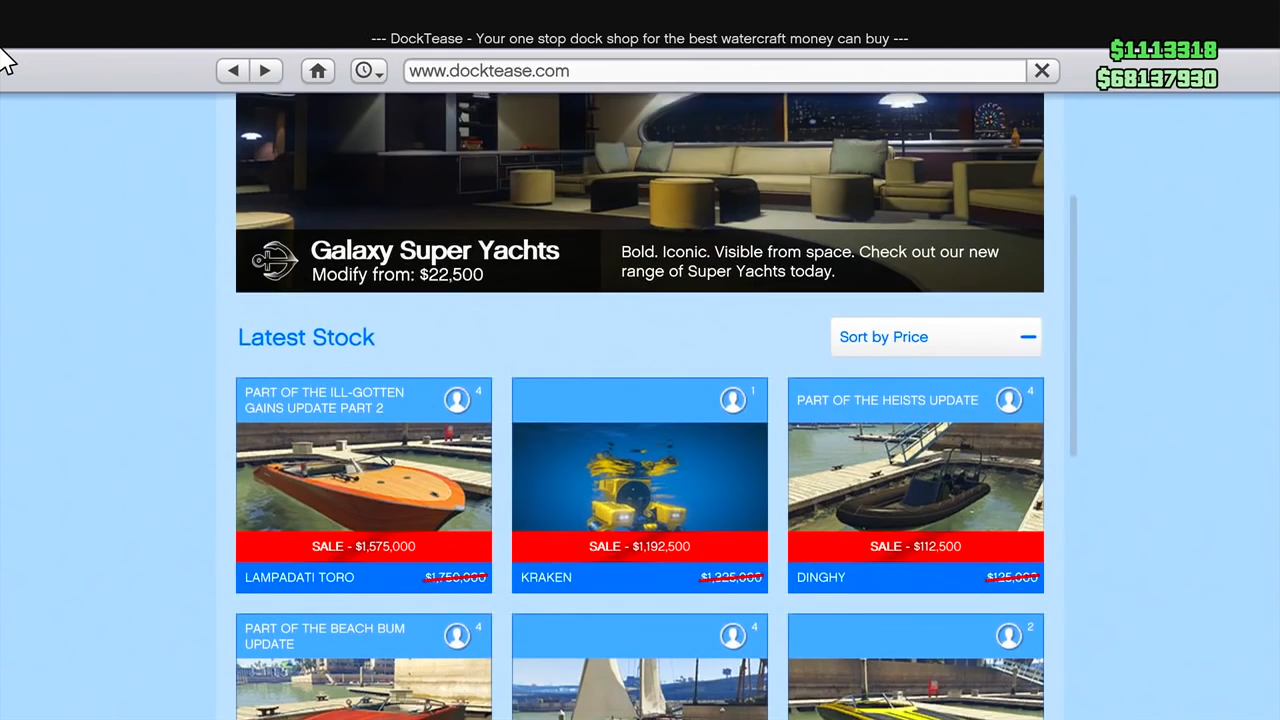 --- DockTease - Your one stop dock shop for the best watercraft money can buy ---
$1113318
www.docktease.com
$68137930
Galaxy Super Yachts
Modify from: $22,500
Bold. Iconic. Visible from space. Check out our new
range of Super Yachts today.
Latest Stock
Sort by Price
PART OF THE ILL-GOTTEN
GAINS UPDATE PART 2
4
1
PART OF THE HEISTS UPDATE
4
SALE - $1,575,000
SALE - $1,192,500
SALE - $112,500
LAMPADATI TORO
$1,750,000
KRAKEN
$1,325,000
DINGHY
$125,000
PART OF THE BEACH BUM
UPDATE
4
4
2